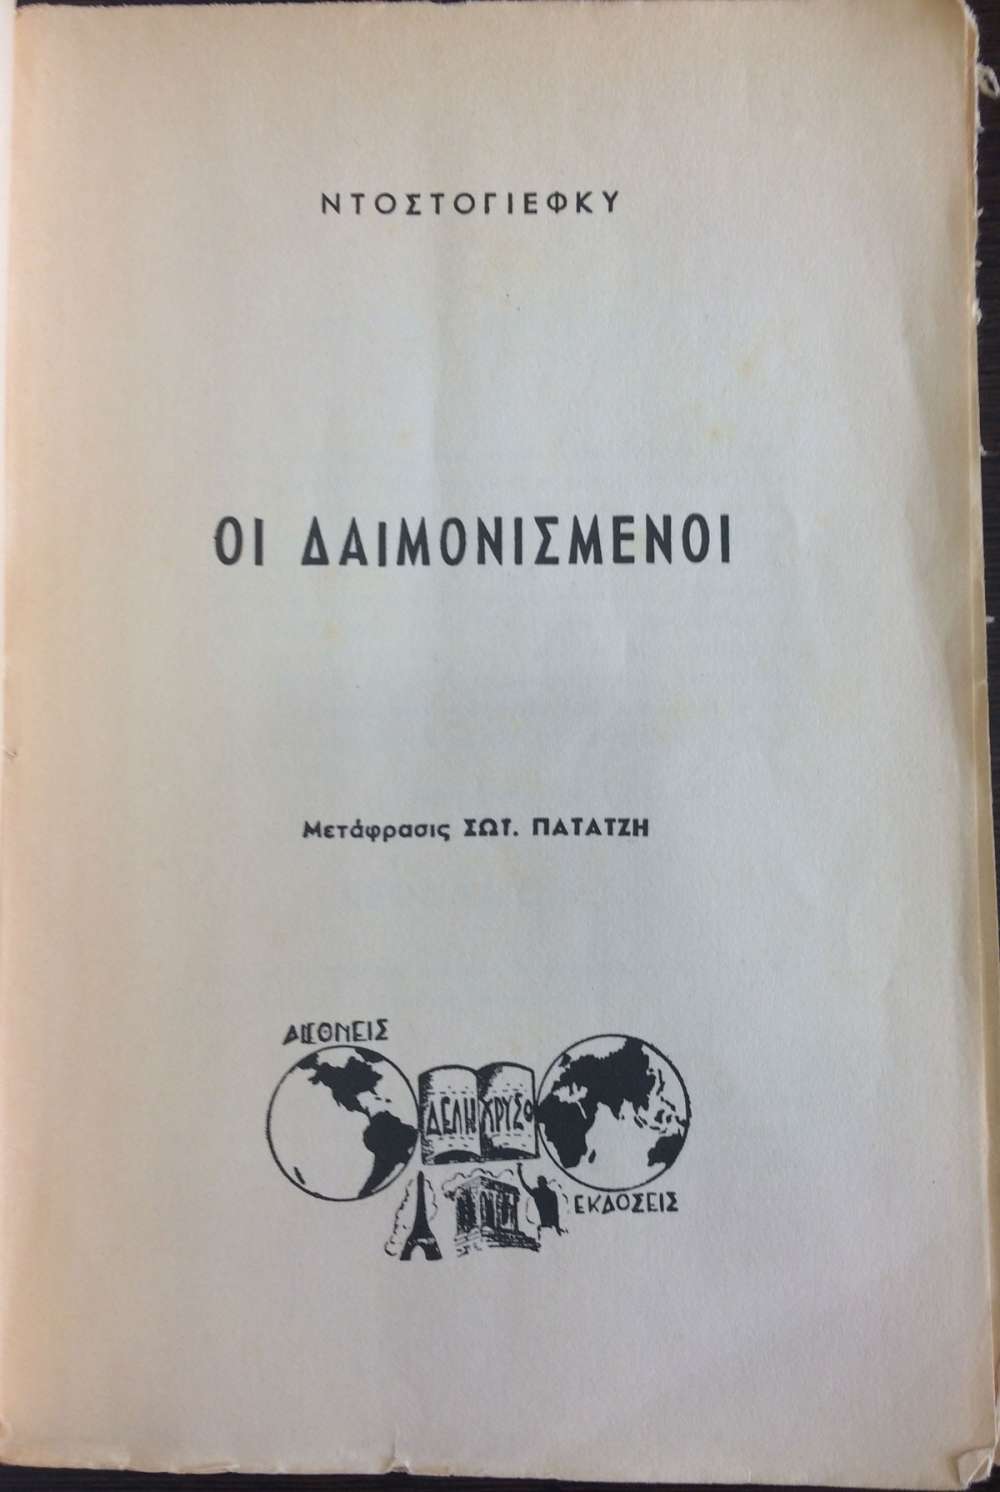 ΝΤΟΣΤΟΓΙΕΦΚΥ
ΟΙ ΔΑΙΜΟΝΙΣΜΕΝΟΙ
Μετάφρασις ΣΩΤ. ΠΑΤΑΤΖΗ
ΔΙΕΘΝΕΙΣ
ΔΕΛΗ ΧΡΥΣΟ
ΕΚΔΟΣΕΙΣ